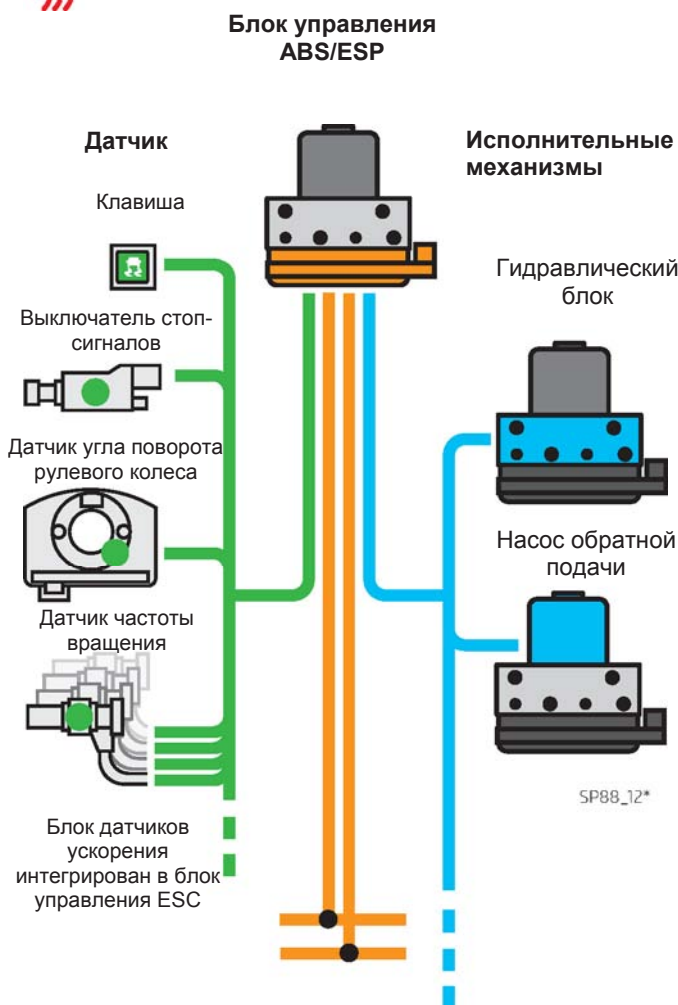 Блок управления
ABS/ESP
Датчик
Клавиша
Выключатель стоп-
сигналов
Датчик угла поворота
рулевого колеса
Датчик частоты
вращения
Блок датчиков
ускорения
интегрирован в блок
управления ESC
Исполнительные
механизмы
Гидравлический
блок
Насос обратной
подачи
SP88_12*